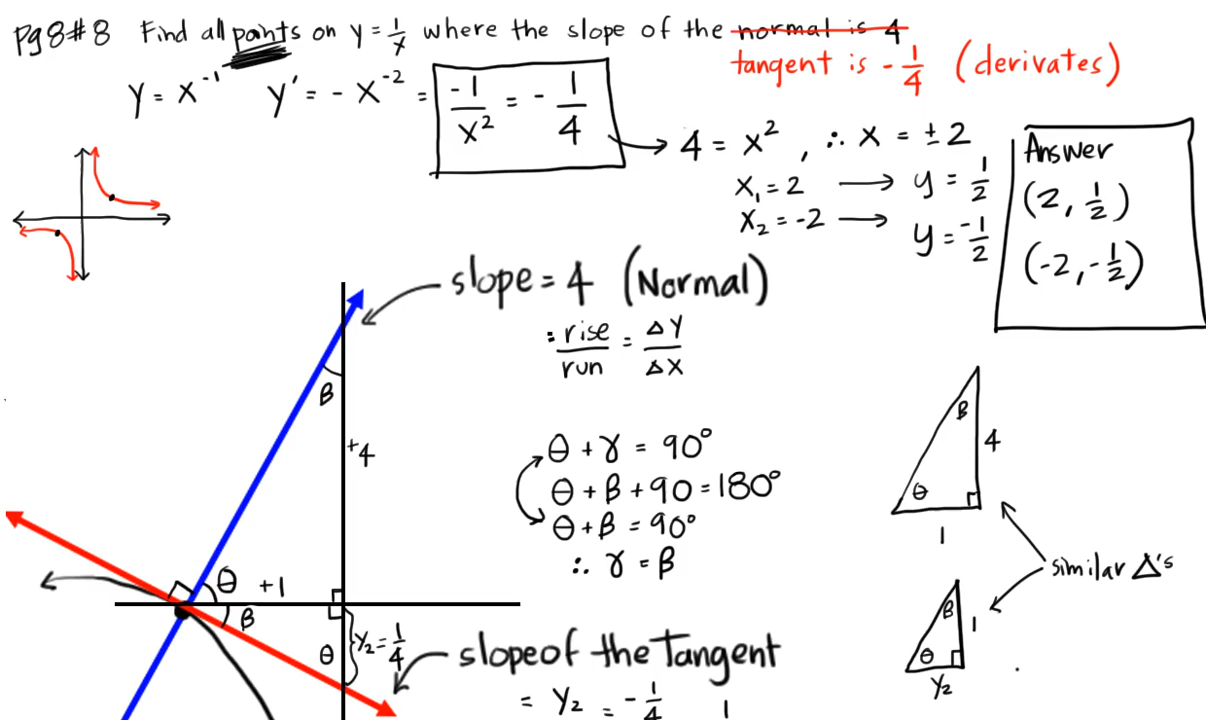 Pg 8 # 8 Find all points on y = 1/x where the slope of the normal is 4
tangent is - 1/4 (derivates)
y = x⁻¹ y' = - x⁻² = -1/x² = - 1/4
→ 4 = x² , ∴ x = ± 2
x₁ = 2 → y = 1/2
x₂ = -2 → y = -1/2
Answer
(2, 1/2)
(-2, -1/2)
slope = 4 (Normal)
= rise/run = ΔY/ΔX
β
+4
θ + γ = 90°
θ + β + 90 = 180°
θ + β = 90°
∴ γ = β
θ +1
β
θ
Y₂ = 1/4
β
4
θ
1
similar Δ's
β
1
θ
Y₂
slope of the Tangent
= Y₂ = - 1/4 1